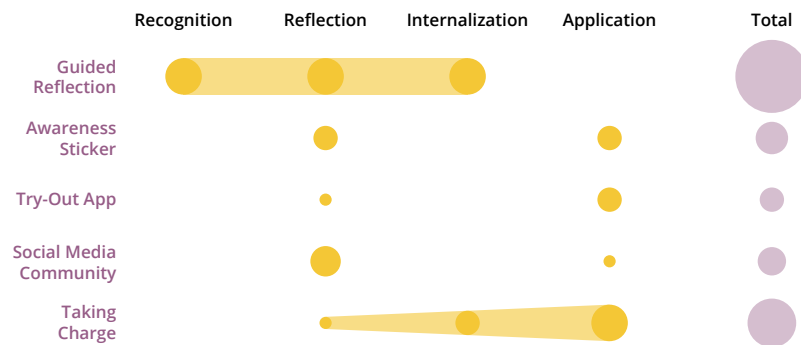 Recognition Reflection Internalization Application Total
Guided
Reflection
Awareness
Sticker
Try-Out App
Social Media
Community
Taking
Charge